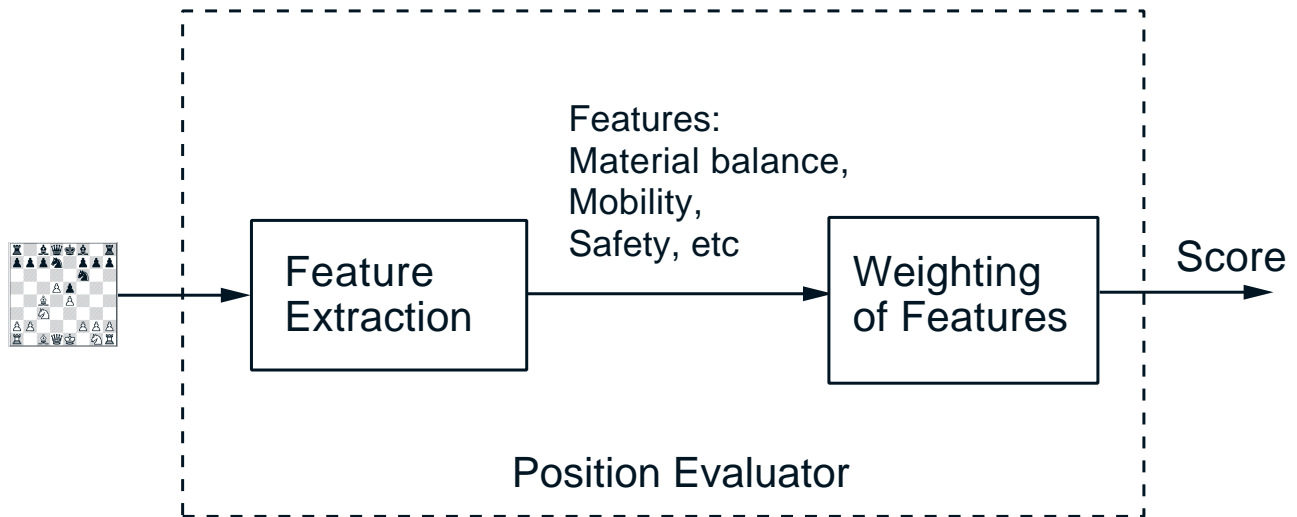 Features:
Material balance,
Mobility,
Safety, etc
Feature
Extraction
Weighting
of Features
Score
Position Evaluator